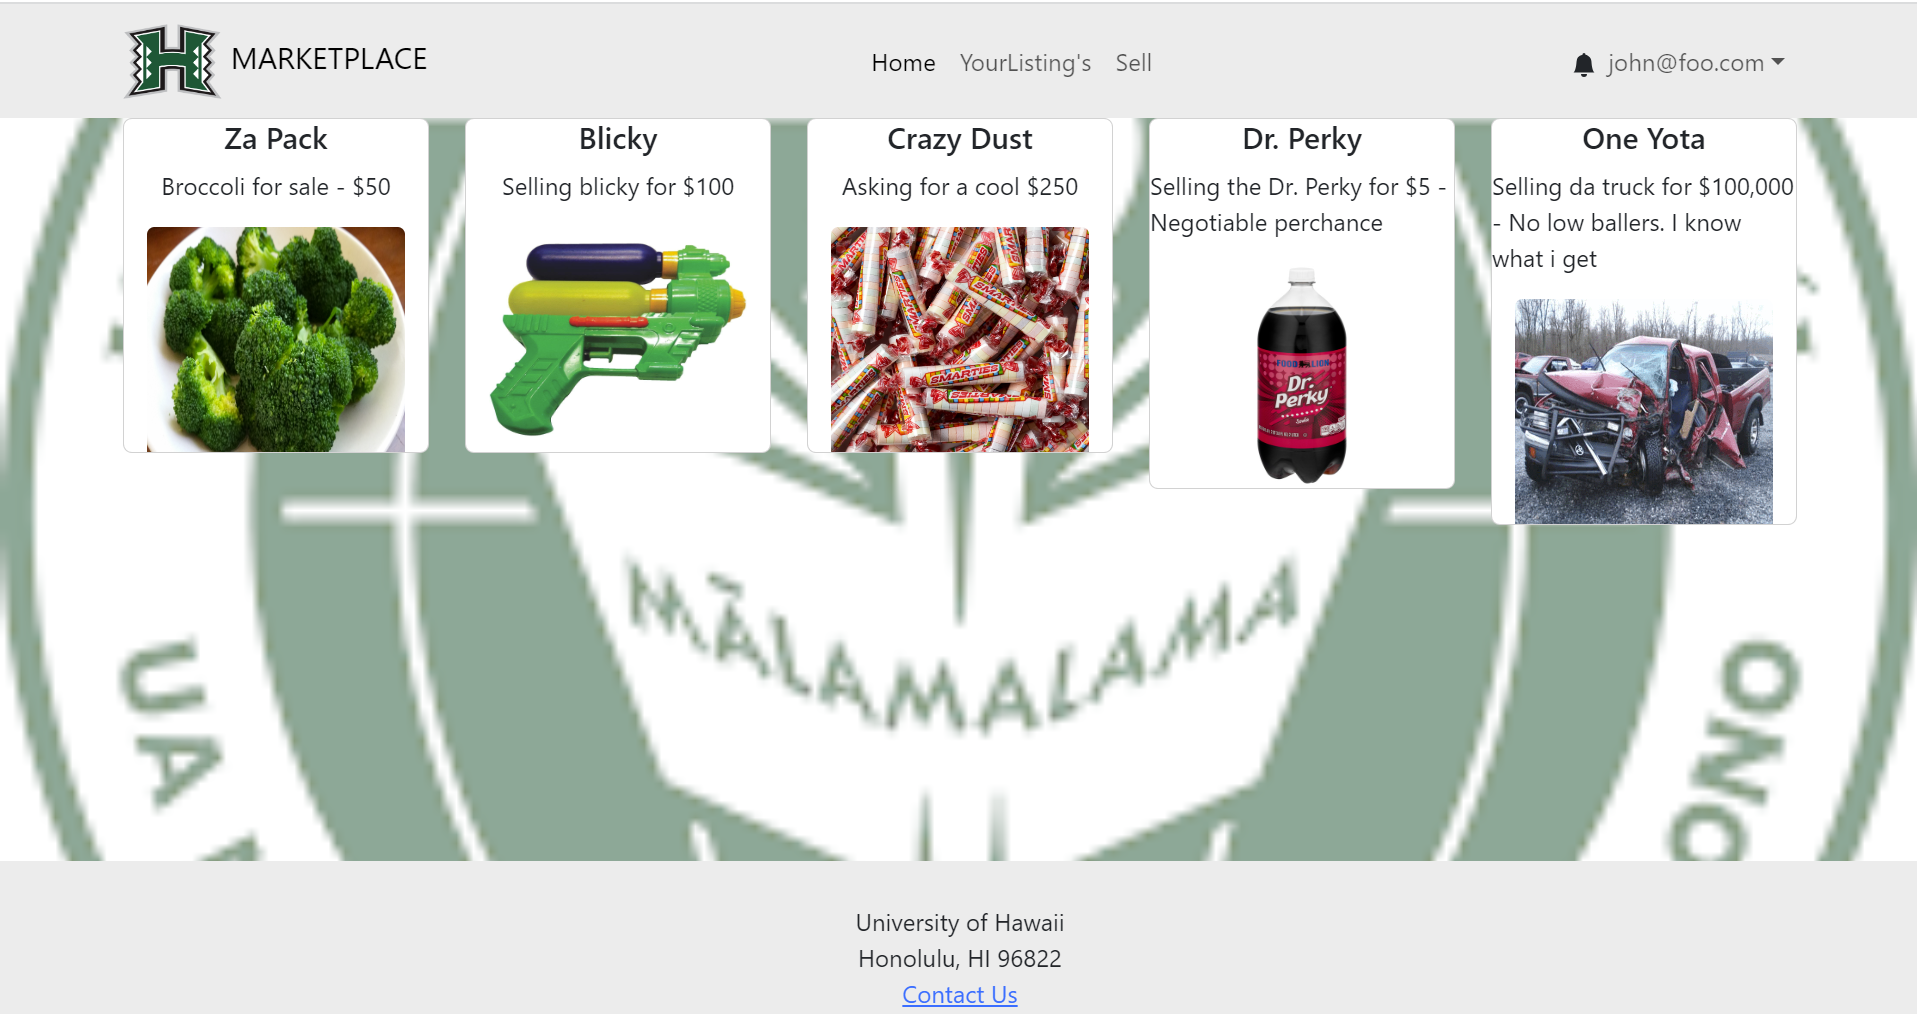 H MARKETPLACE
Home YourListing's Sell
john@foo.com
Za Pack
Broccoli for sale - $50
Blicky
Selling blicky for $100
Crazy Dust
Asking for a cool $250
SMARTIES
Dr. Perky
Selling the Dr. Perky for $5 -
Negotiable perchance
FOOD LION
Dr.
Perky
One Yota
Selling da truck for $100,000
- No low ballers. I know
what i get
MĀLAMALAMA
UA
ONO
University of Hawaii
Honolulu, HI 96822
Contact Us